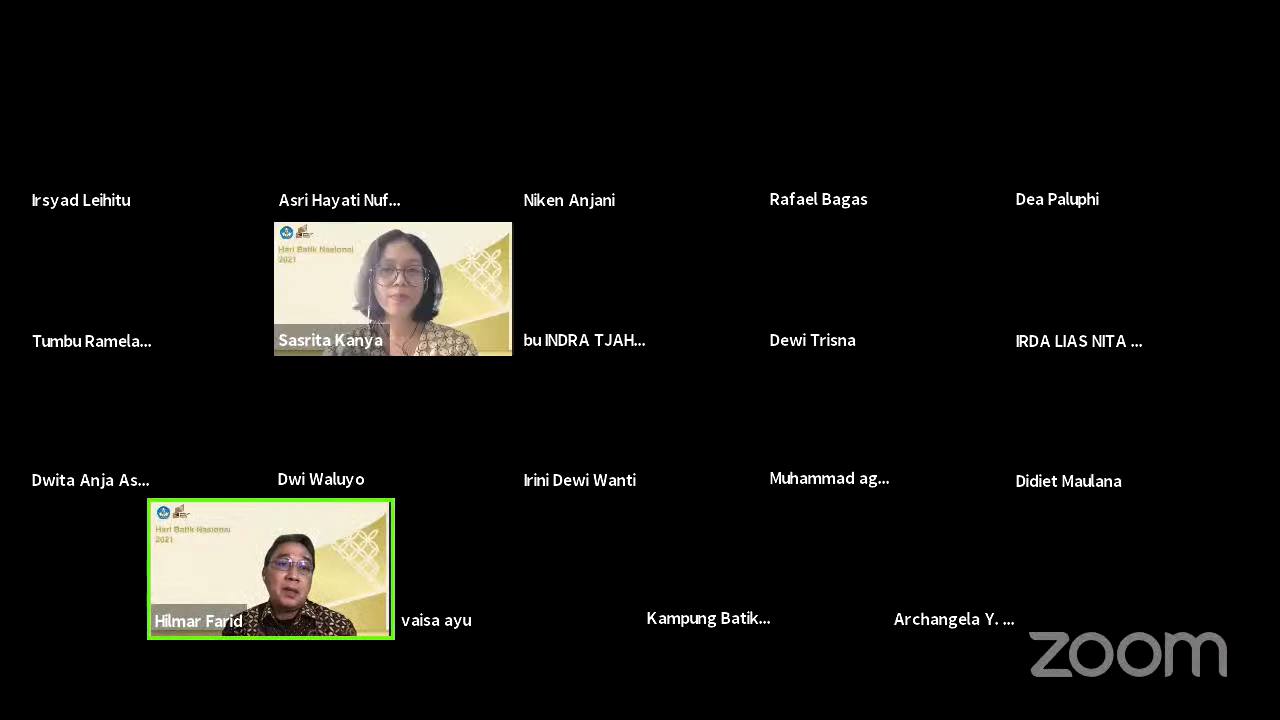 Irsyad Leihitu
Asri Hayati Nuf...
Niken Anjani
Rafael Bagas
Dea Paluphi
Hari Batik Nasional
2021
Tumbu Ramela...
Sasrita Kanya
bu INDRA TJAH...
Dewi Trisna
IRDA LIAS NITA ...
Dwita Anja As...
Dwi Waluyo
Irini Dewi Wanti
Muhammad ag...
Didiet Maulana
Hari Batik Nasional
2021
Hilmar Farid
vaisa ayu
Kampung Batik...
Archangela Y. ...
zoom